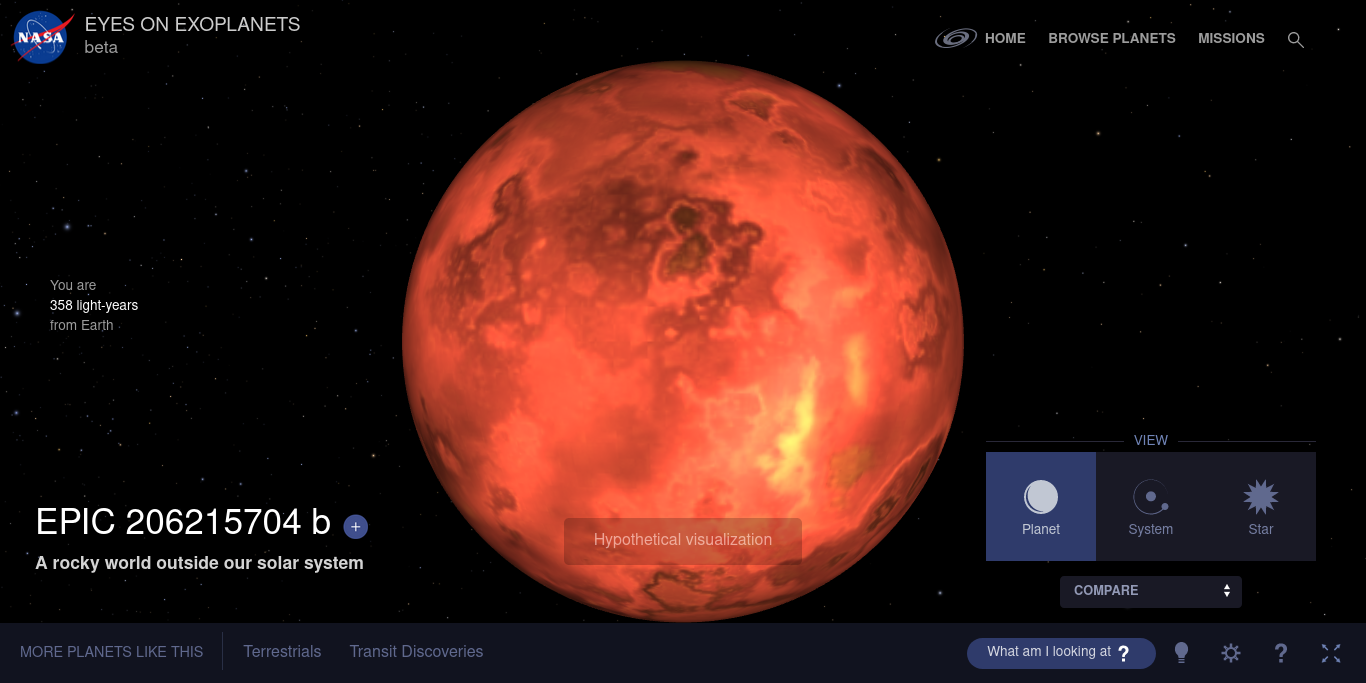 NASA
EYES ON EXOPLANETS
beta
HOME
BROWSE PLANETS
MISSIONS
You are
358 light-years
from Earth
EPIC 206215704 b +
A rocky world outside our solar system
Hypothetical visualization
VIEW
Planet
System
Star
COMPARE
MORE PLANETS LIKE THIS
Terrestrials
Transit Discoveries
What am I looking at ?
?